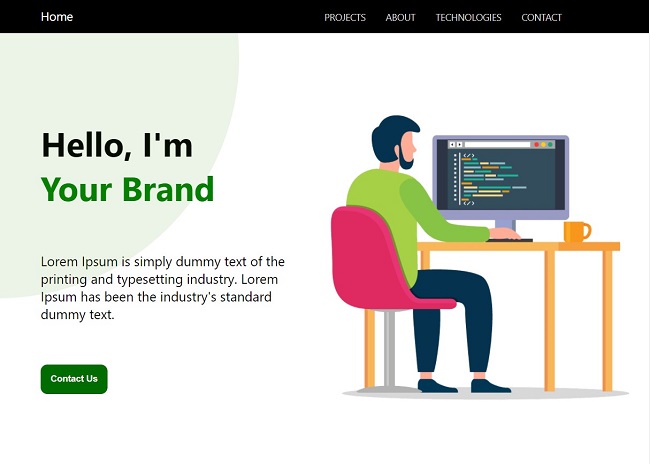 Home
PROJECTS ABOUT TECHNOLOGIES CONTACT
Hello, I'm
Your Brand
Lorem Ipsum is simply dummy text of the
printing and typesetting industry. Lorem
Ipsum has been the industry's standard
dummy text.
Contact Us